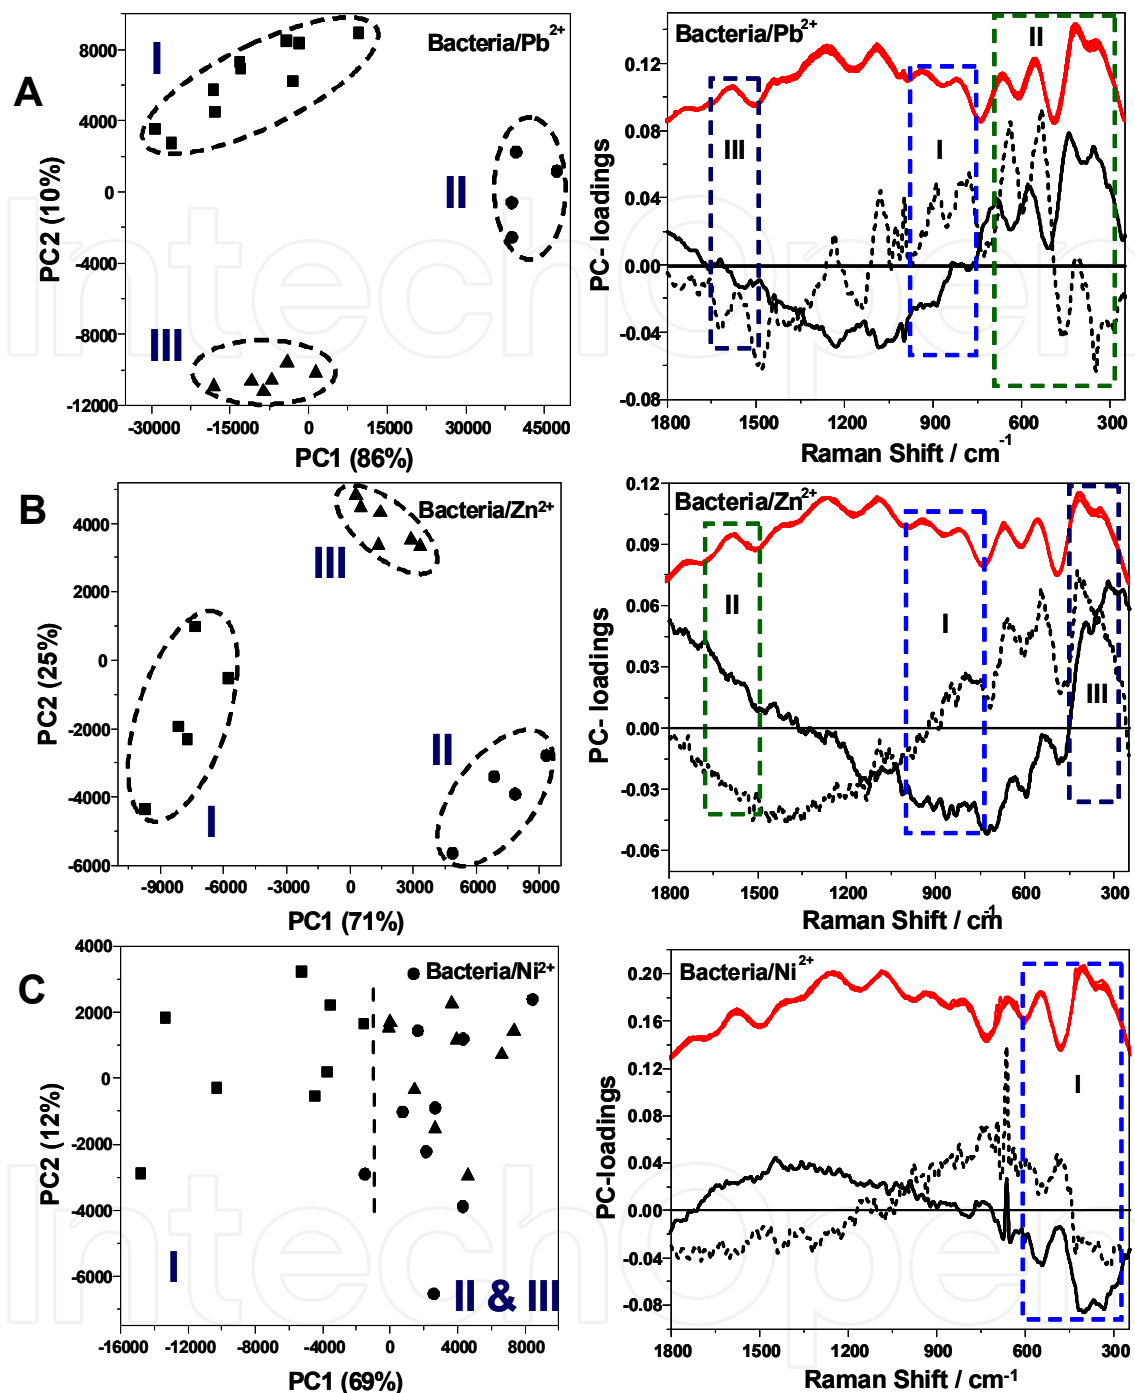 A
Bacteria/Pb2+
I
II
III
PC2 (10%)
8000
4000
0
-4000
-8000
-12000
-30000 -15000 0 15000 30000 45000
PC1 (86%)
Bacteria/Pb2+
III
I
II
PC- loadings
0.12
0.08
0.04
0.00
-0.04
-0.08
1800 1500 1200 900 600 300
Raman Shift / cm-1
B
Bacteria/Zn2+
III
II
I
PC2 (25%)
4000
2000
0
-2000
-4000
-6000
-9000 -6000 -3000 0 3000 6000 9000
PC1 (71%)
Bacteria/Zn2+
II
I
III
PC- loadings
0.12
0.09
0.06
0.03
0.00
-0.03
-0.06
1800 1500 1200 900 600 300
Raman Shift / cm-1
C
Bacteria/Ni2+
I
II & III
PC2 (12%)
4000
2000
0
-2000
-4000
-6000
-16000 -12000 -8000 -4000 0 4000 8000
PC1 (69%)
Bacteria/Ni2+
I
PC-loadings
0.20
0.16
0.12
0.08
0.04
0.00
-0.04
-0.08
1800 1500 1200 900 600 300
Raman Shift / cm-1
IntechOpen
IntechOpen